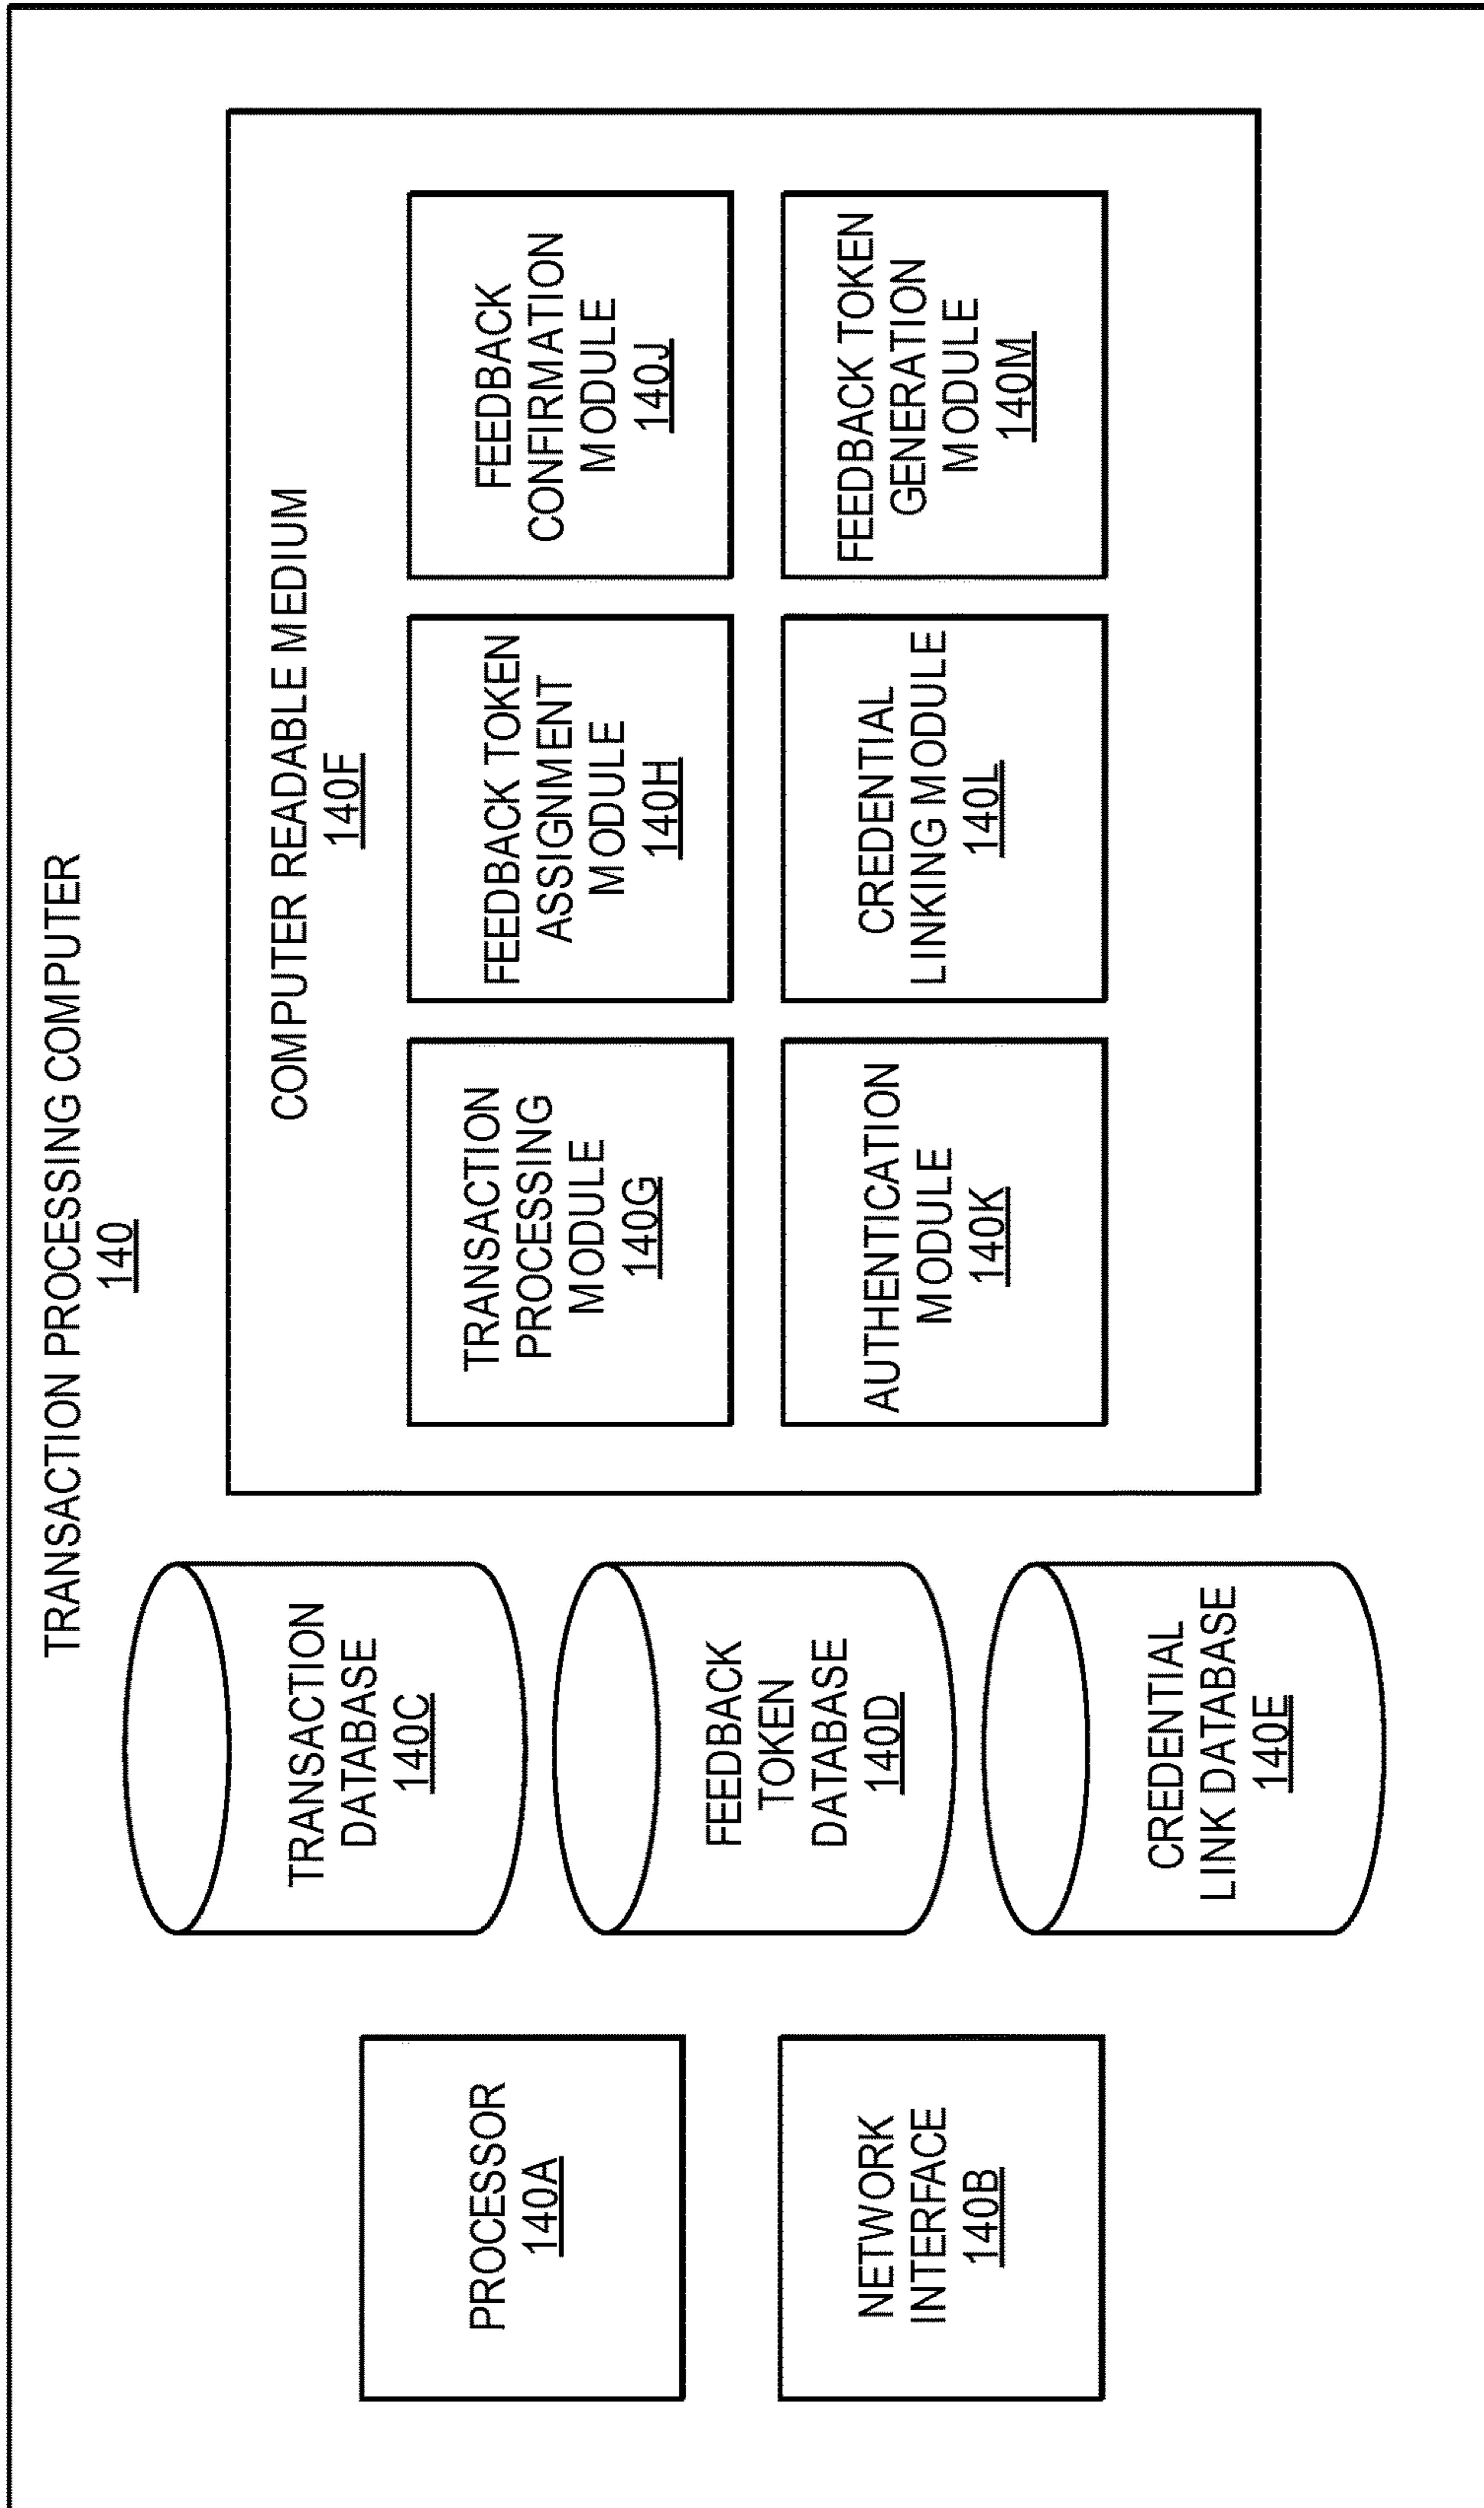 TRANSACTION PROCESSING COMPUTER
140
PROCESSOR
140A
NETWORK
INTERFACE
140B
TRANSACTION
DATABASE
140C
FEEDBACK
TOKEN
DATABASE
140D
CREDENTIAL
LINK DATABASE
140E
COMPUTER READABLE MEDIUM
140F
TRANSACTION
PROCESSING
MODULE
140G
FEEDBACK TOKEN
ASSIGNMENT
MODULE
140H
FEEDBACK
CONFIRMATION
MODULE
140J
AUTHENTICATION
MODULE
140K
CREDENTIAL
LINKING MODULE
140L
FEEDBACK TOKEN
GENERATION
MODULE
140M